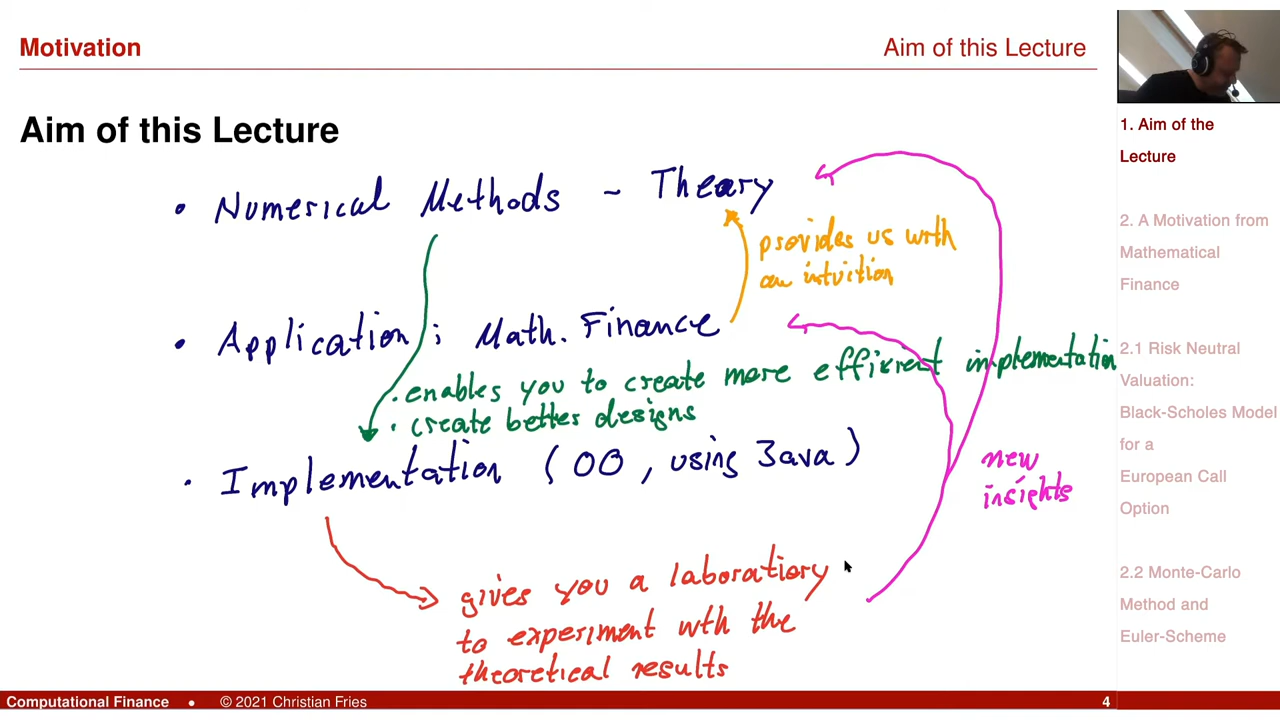 Motivation
Aim of this Lecture
Aim of this Lecture
• Numerical Methods ~ Theory
provides us with
an intuition
• Application : Math. Finance
• enables you to create more efficient implementation
• create better designs
• Implementation (OO, using Java)
new
insights
gives you a laboratiory
to experiment wth the
theoretical results
1. Aim of the
Lecture
2. A Motivation from
Mathematical
Finance
2.1 Risk Neutral
Valuation:
Black-Scholes Model
for a
European Call
Option
2.2 Monte-Carlo
Method and
Euler-Scheme
Computational Finance • © 2021 Christian Fries
4